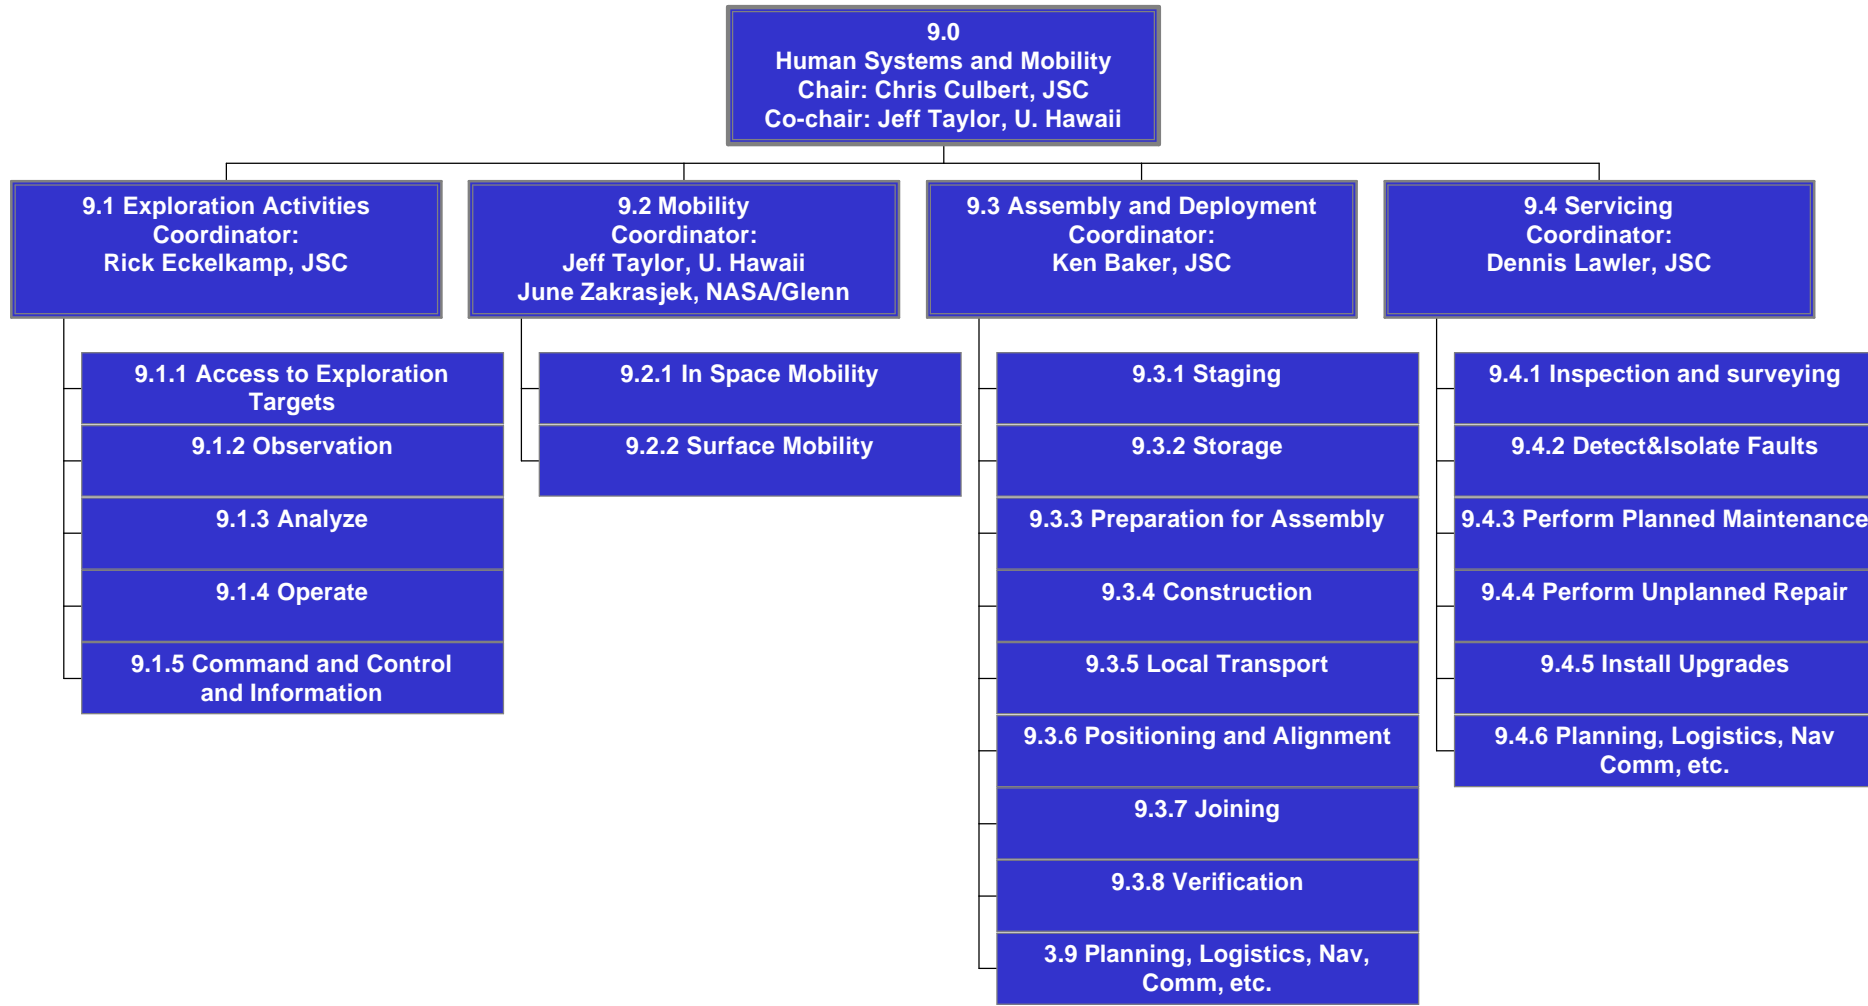 9.0
Human Systems and Mobility
Chair: Chris Culbert, JSC
Co-chair: Jeff Taylor, U. Hawaii
9.1 Exploration Activities
Coordinator:
Rick Eckelkamp, JSC
9.1.1 Access to Exploration
Targets
9.1.2 Observation
9.1.3 Analyze
9.1.4 Operate
9.1.5 Command and Control
and Information
9.2 Mobility
Coordinator:
Jeff Taylor, U. Hawaii
June Zakrasjek, NASA/Glenn
9.2.1 In Space Mobility
9.2.2 Surface Mobility
9.3 Assembly and Deployment
Coordinator:
Ken Baker, JSC
9.3.1 Staging
9.3.2 Storage
9.3.3 Preparation for Assembly
9.3.4 Construction
9.3.5 Local Transport
9.3.6 Positioning and Alignment
9.3.7 Joining
9.3.8 Verification
3.9 Planning, Logistics, Nav,
Comm, etc.
9.4 Servicing
Coordinator:
Dennis Lawler, JSC
9.4.1 Inspection and surveying
9.4.2 Detect&Isolate Faults
9.4.3 Perform Planned Maintenance
9.4.4 Perform Unplanned Repair
9.4.5 Install Upgrades
9.4.6 Planning, Logistics, Nav
Comm, etc.